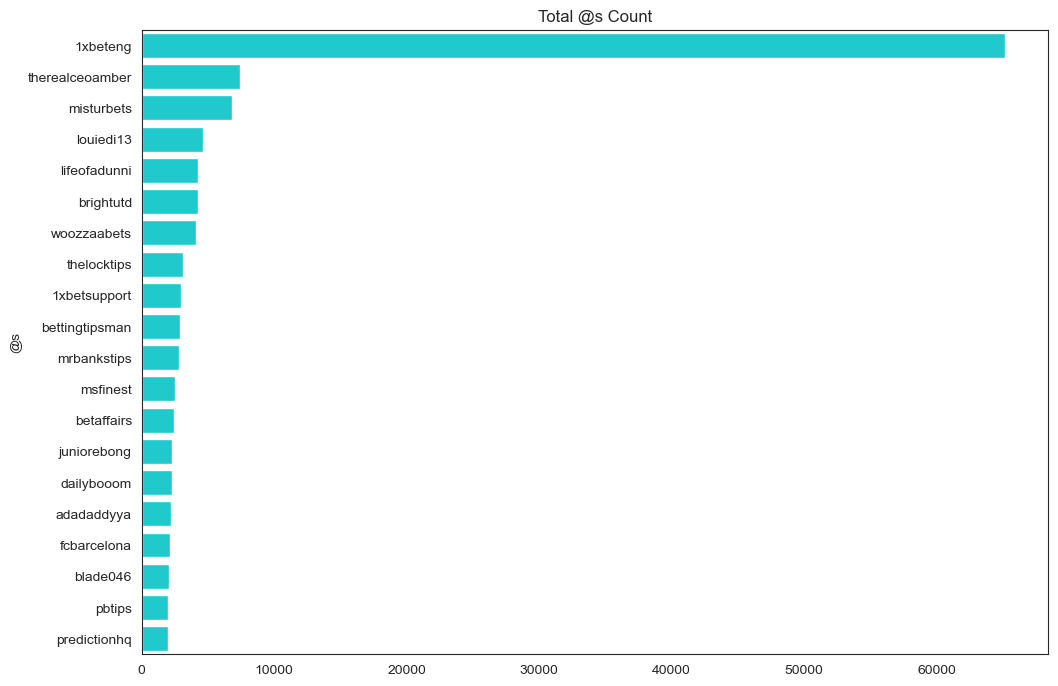 Total @s Count
1xbeteng
therealceoamber
misturbets
louiedi13
lifeofadunni
brightutd
woozzaabets
thelocktips
1xbetsupport
bettingtipsman
mrbankstips
msfinest
betaffairs
juniorebong
dailybooom
adadaddyya
fcbarcelona
blade046
pbtips
predictionhq
@s
0 10000 20000 30000 40000 50000 60000